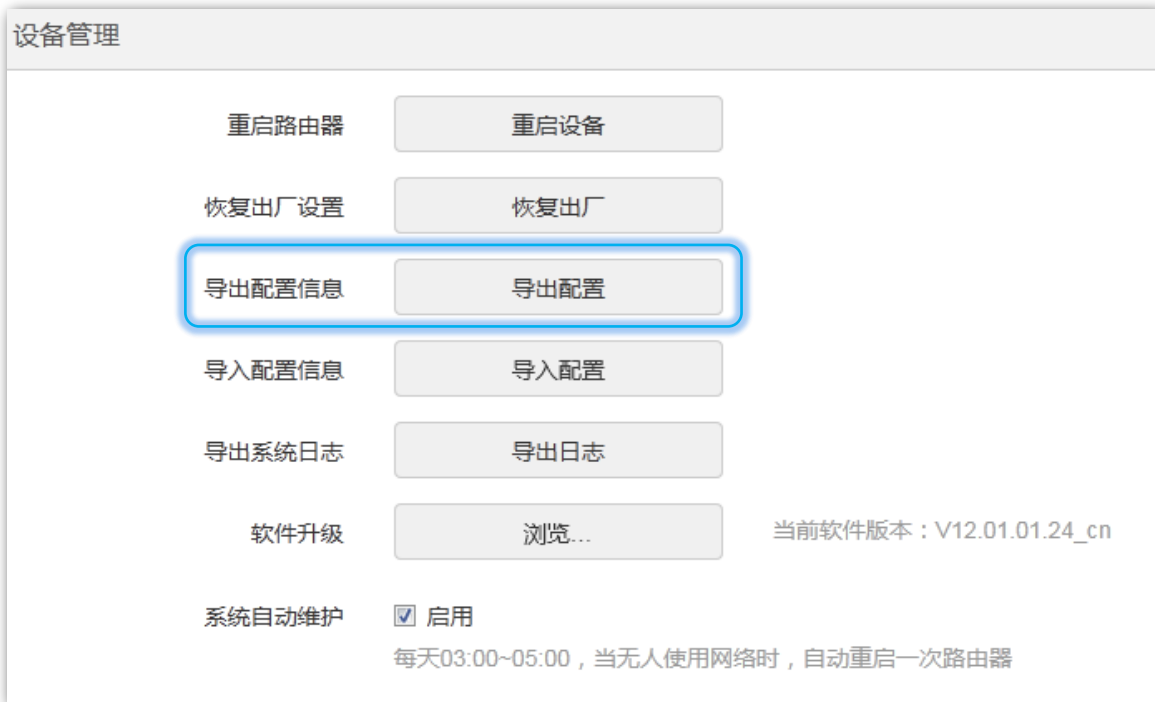 设备管理
重启路由器 重启设备
恢复出厂设置 恢复出厂
导出配置信息 导出配置
导入配置信息 导入配置
导出系统日志 导出日志
软件升级 浏览... 当前软件版本：V12.01.01.24_cn
系统自动维护 启用
每天03:00~05:00，当无人使用网络时，自动重启一次路由器